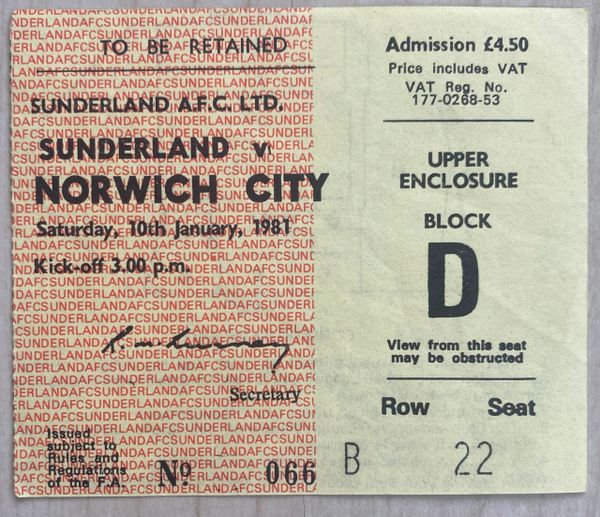 TO BE RETAINED
SUNDERLAND A.F.C. LTD.
SUNDERLAND v
NORWICH CITY
Saturday, 10th January, 1981
Kick-off 3.00 p.m.
Secretary
Issued
subject to
Rules and
Regulations
of the F.A.
Nº 066
Admission £4.50
Price includes VAT
VAT Reg. No.
177-0268-53
UPPER
ENCLOSURE
BLOCK
D
View from this seat
may be obstructed
Row Seat
B 22